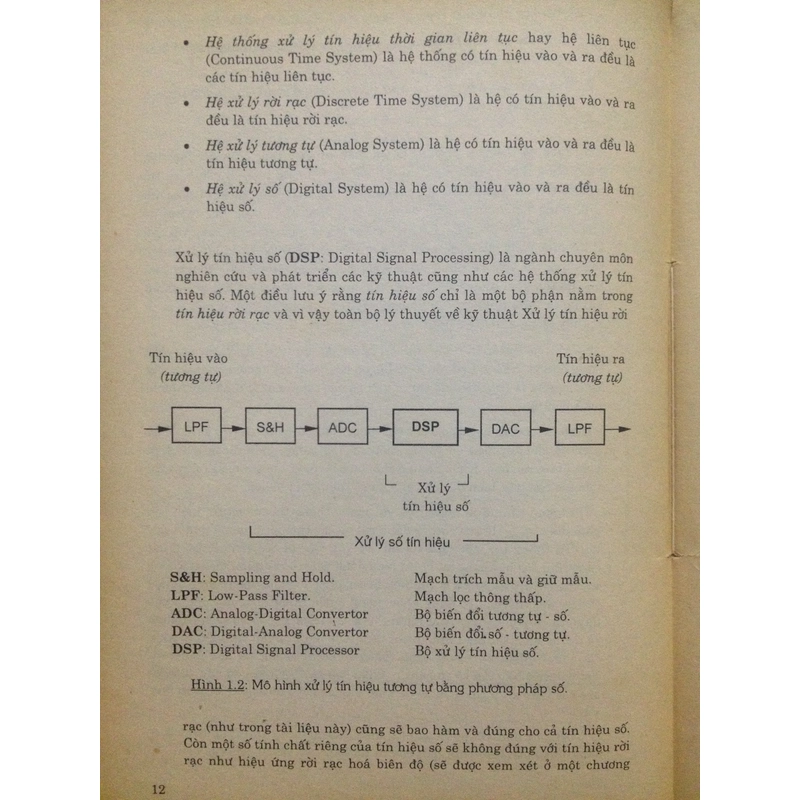 • Hệ thống xử lý tín hiệu thời gian liên tục hay hệ liên tục
(Continuous Time System) là hệ thống có tín hiệu vào và ra đều là
các tín hiệu liên tục.
• Hệ xử lý rời rạc (Discrete Time System) là hệ có tín hiệu vào và ra
đều là tín hiệu rời rạc.
• Hệ xử lý tương tự (Analog System) là hệ có tín hiệu vào và ra đều là
tín hiệu tương tự.
• Hệ xử lý số (Digital System) là hệ có tín hiệu vào và ra đều là tín
hiệu số.
Xử lý tín hiệu số (DSP: Digital Signal Processing) là ngành chuyên môn
nghiên cứu và phát triển các kỹ thuật cũng như các hệ thống xử lý tín
hiệu số. Một điều lưu ý rằng tín hiệu số chỉ là một bộ phận nằm trong
tín hiệu rời rạc và vì vậy toàn bộ lý thuyết về kỹ thuật Xử lý tín hiệu rời
Tín hiệu vào Tín hiệu ra
(tương tự) (tương tự)
LPF S&H ADC DSP DAC LPF
Xử lý
tín hiệu số
Xử lý số tín hiệu
S&H: Sampling and Hold. Mạch trích mẫu và giữ mẫu.
LPF: Low-Pass Filter. Mạch lọc thông thấp.
ADC: Analog-Digital Convertor Bộ biến đổi tương tự - số.
DAC: Digital-Analog Convertor Bộ biến đổi số - tương tự.
DSP: Digital Signal Processor Bộ xử lý tín hiệu số.
Hình 1.2: Mô hình xử lý tín hiệu tương tự bằng phương pháp số.
rạc (như trong tài liệu này) cũng sẽ bao hàm và đúng cho cả tín hiệu số.
Còn một số tính chất riêng của tín hiệu số sẽ không đúng với tín hiệu rời
rạc như hiệu ứng rời rạc hoá biên độ (sẽ được xem xét ở một chương
12